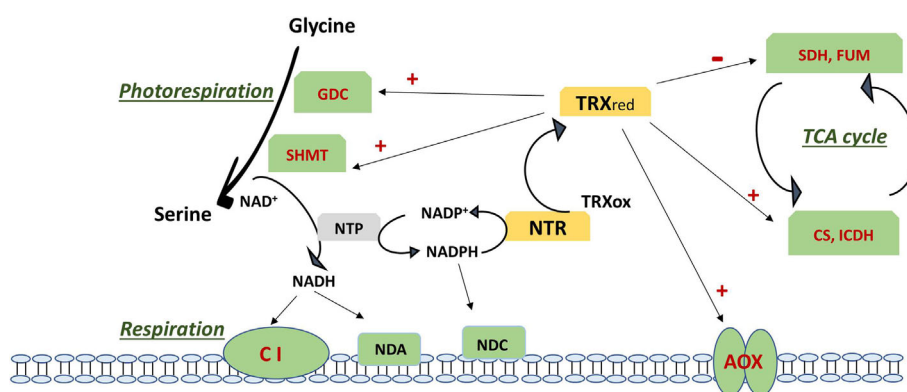 Glycine
SDH, FUM
Photorespiration
GDC
+
-
TRXred
SHMT
+
TCA cycle
NAD+
Serine
NADP+
TRXox
+
NTP
NTR
CS, ICDH
NADPH
NADH
+
Respiration
C I
NDA
NDC
AOX